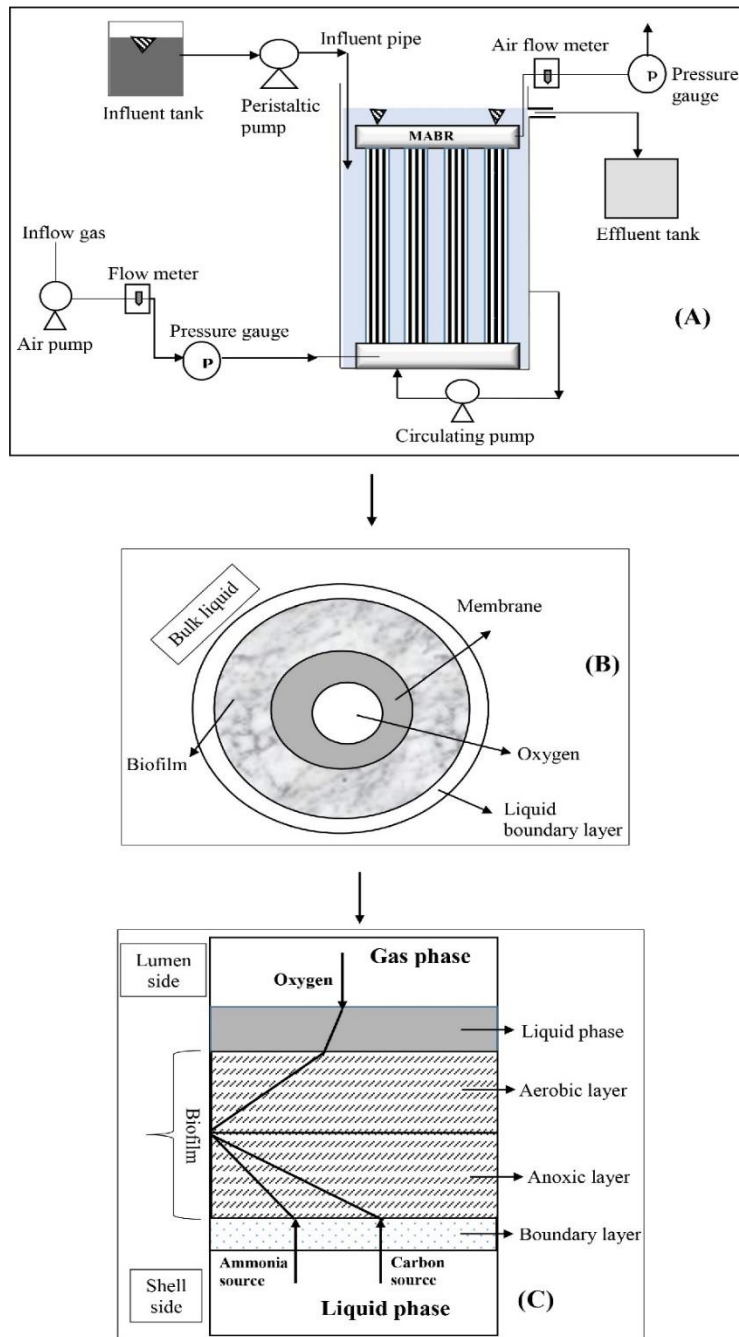 Influent pipe
Air flow meter
Influent tank
Peristaltic
pump
P
Pressure
gauge
MABR
Effluent tank
Inflow gas
Flow meter
Air pump
Pressure gauge
P
Circulating pump
(A)
Bulk liquid
Membrane
(B)
Biofilm
Oxygen
Liquid
boundary layer
Lumen
side
Gas phase
Oxygen
Liquid phase
Aerobic layer
Biofilm
Anoxic layer
Boundary layer
Ammonia
source
Carbon
source
Shell
side
Liquid phase
(C)